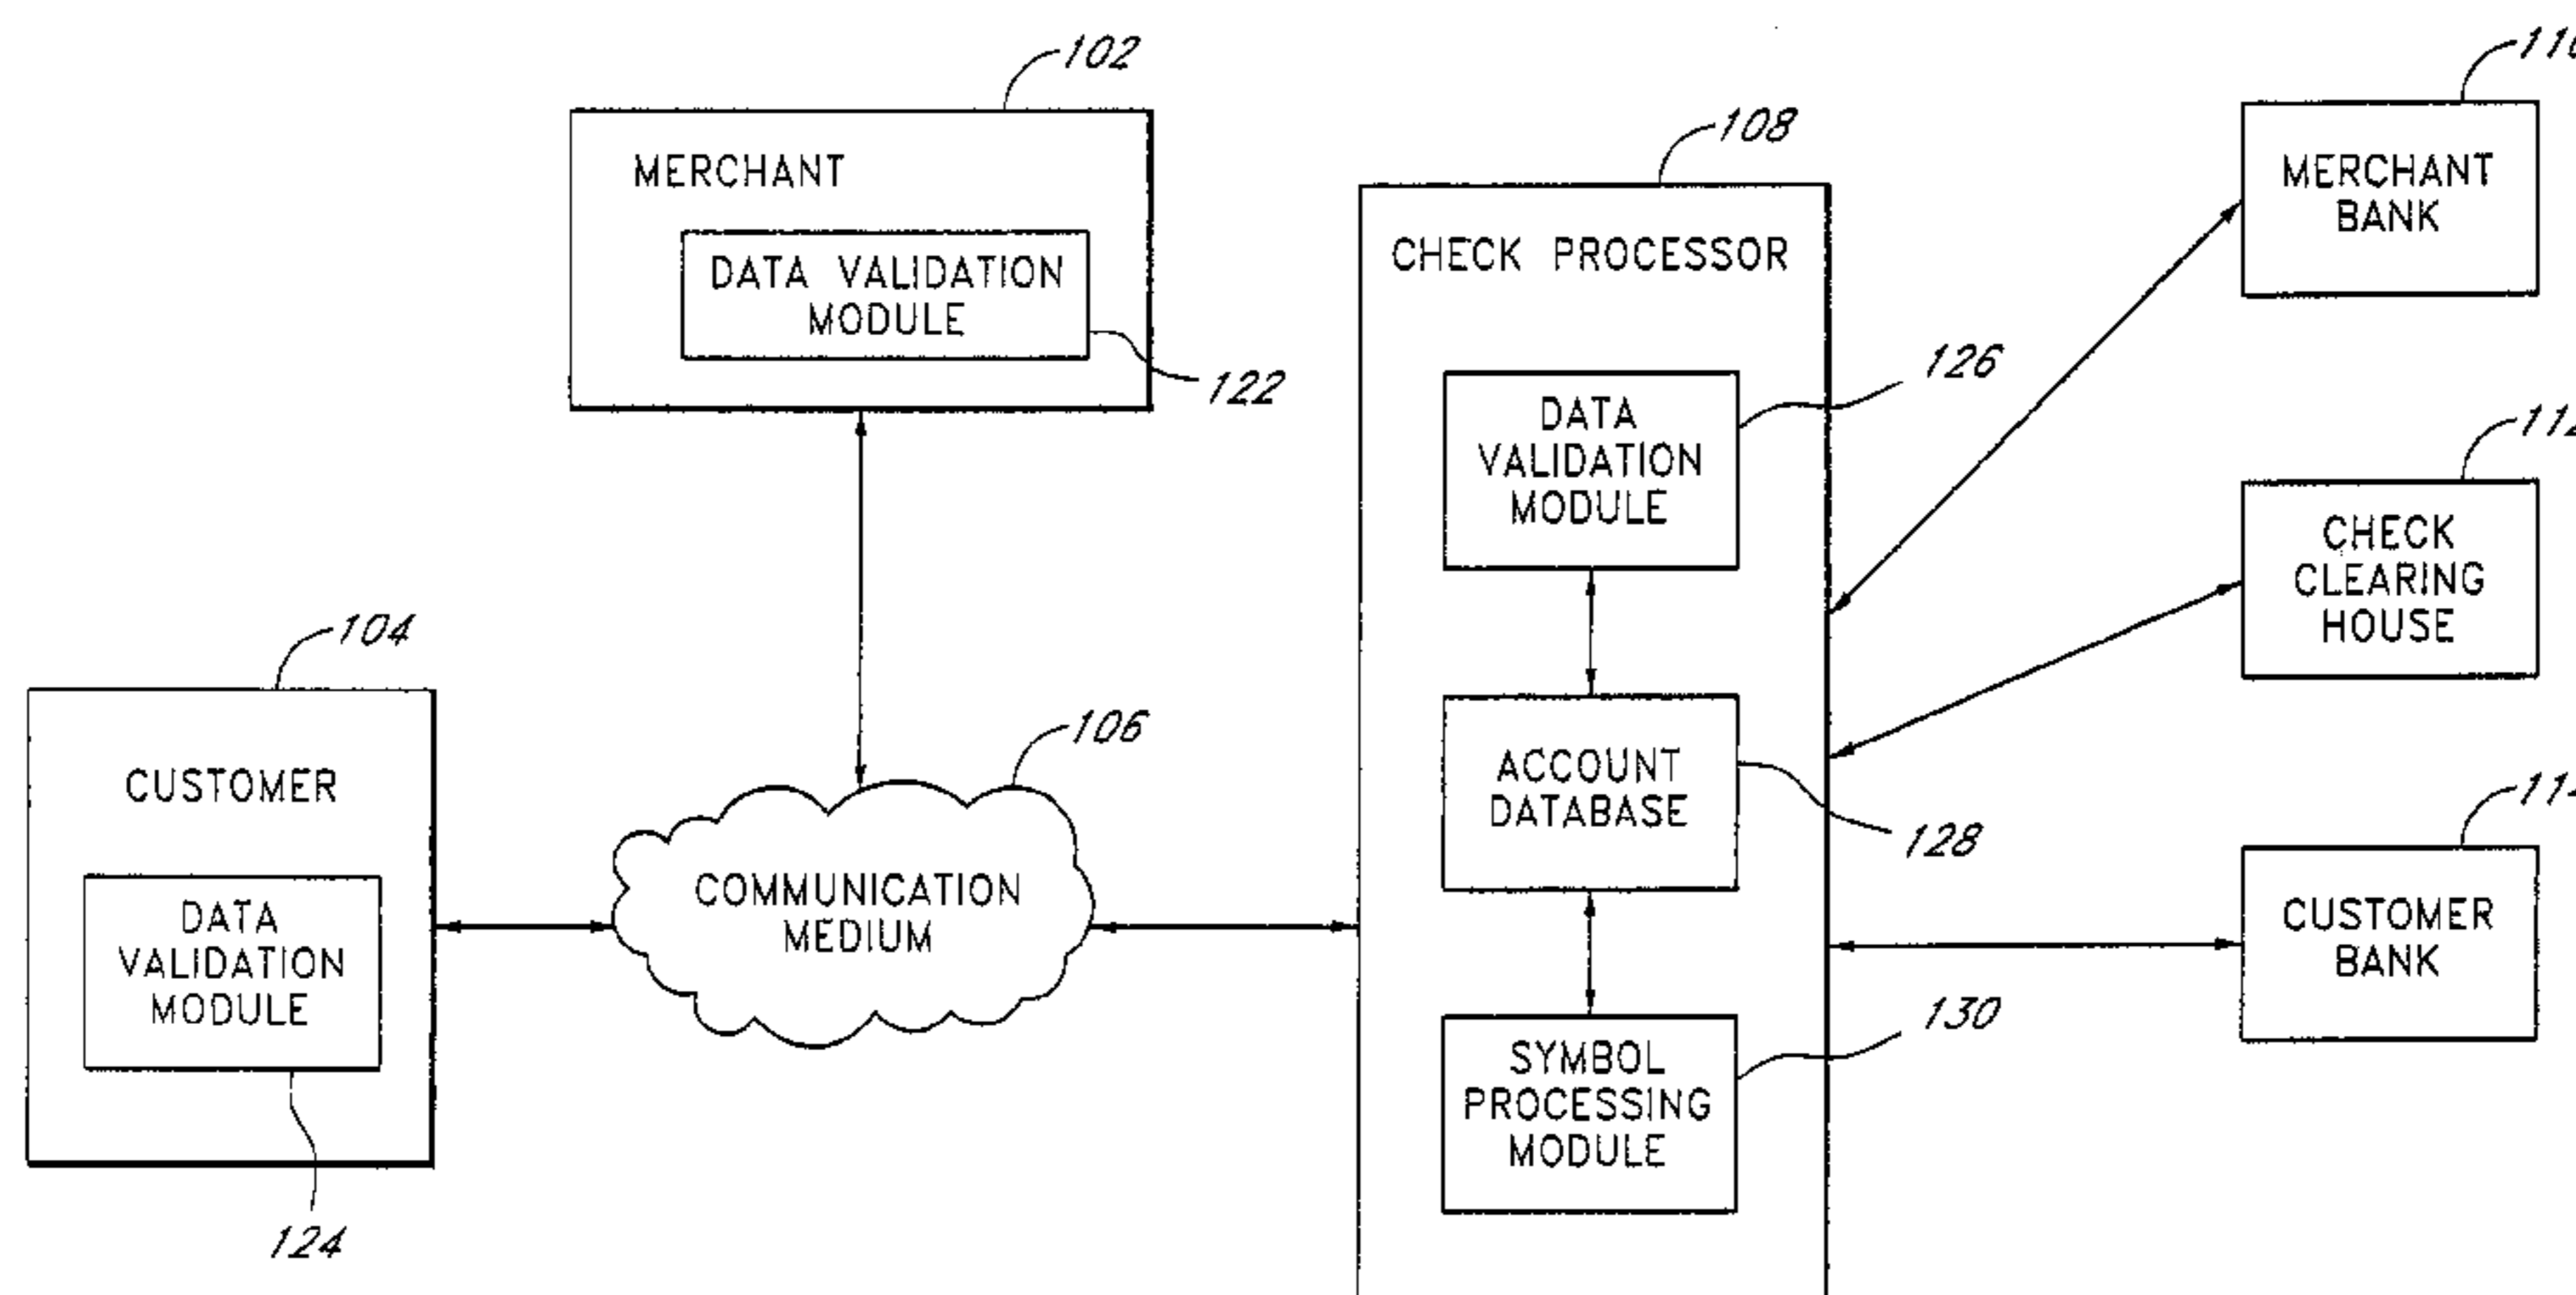 102
MERCHANT
DATA VALIDATION
MODULE
122
104
CUSTOMER
DATA
VALIDATION
MODULE
124
106
COMMUNICATION
MEDIUM
108
CHECK PROCESSOR
126
DATA
VALIDATION
MODULE
ACCOUNT
DATABASE
128
130
SYMBOL
PROCESSING
MODULE
MERCHANT
BANK
CHECK
CLEARING
HOUSE
CUSTOMER
BANK